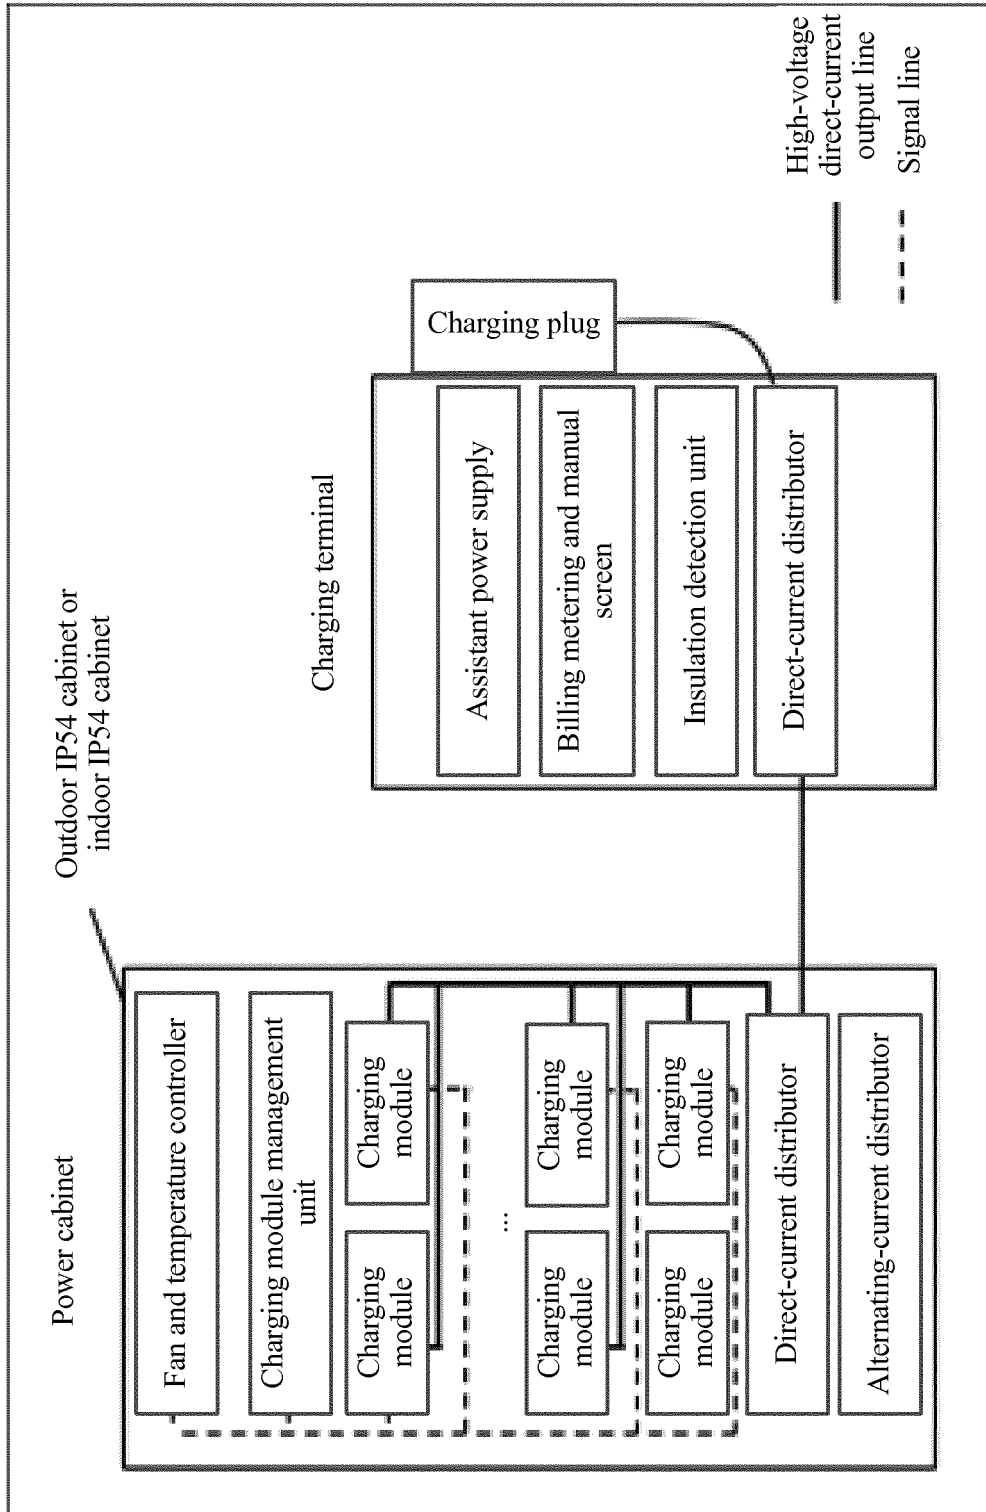 Outdoor IP54 cabinet or
indoor IP54 cabinet
Power cabinet
Fan and temperature controller
Charging module management
unit
Charging
module
Charging
module
...
Charging
module
Charging
module
Charging
module
Charging
module
Direct-current distributor
Alternating-current distributor
Charging terminal
Charging plug
Assistant power supply
Billing metering and manual
screen
Insulation detection unit
Direct-current distributor
High-voltage
direct-current
output line
Signal line